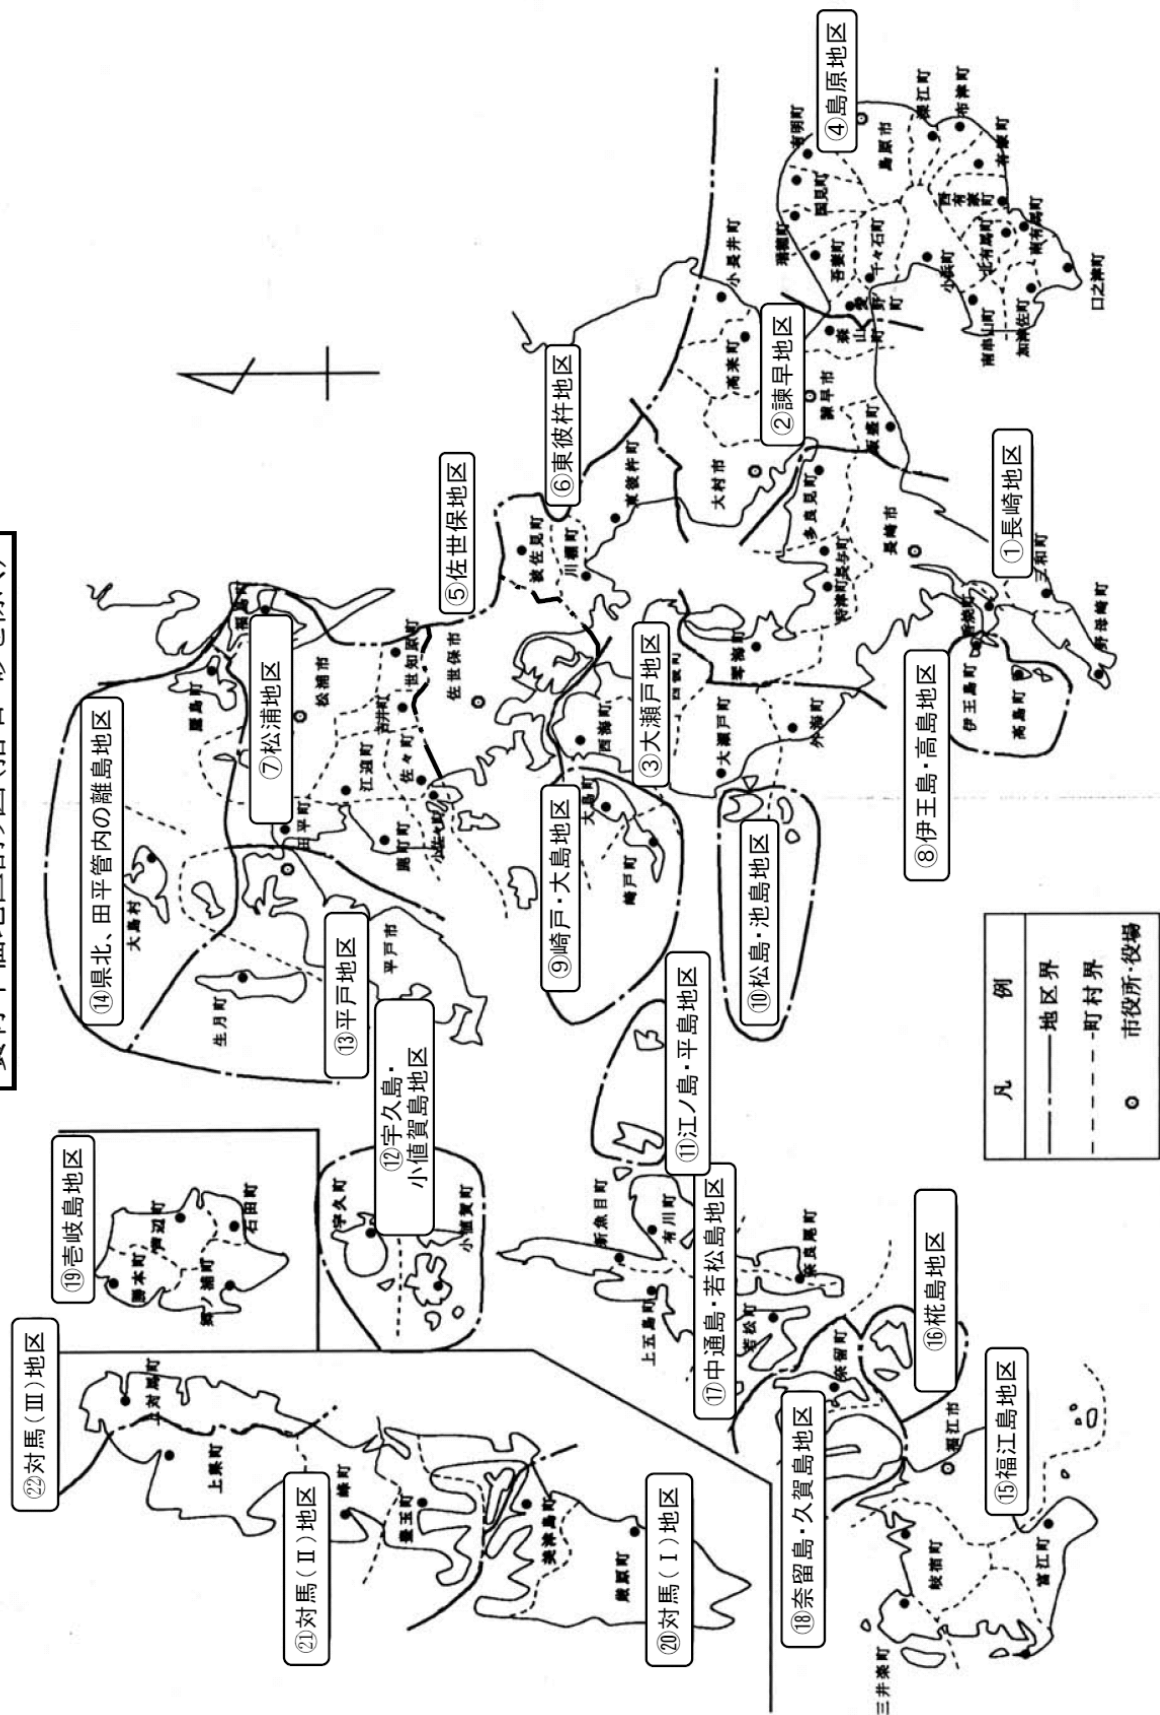 ⑭県北、田平管内の離島地区
⑦松浦地区
⑤佐世保地区
⑥東彼杵地区
②諫早地区
④島原地区
③大瀬戸地区
①長崎地区
⑧伊王島・高島地区
⑨崎戸・大島地区
⑩松島・池島地区
⑪江ノ島・平島地区
⑫宇久島・
小値賀島地区
⑬平戸地区
⑲壱岐島地区
㉒対馬(Ⅲ)地区
㉑対馬(Ⅱ)地区
⑳対馬(Ⅰ)地区
⑰中通島・若松島地区
⑱奈留島・久賀島地区
⑯椛島地区
⑮福江島地区
大島村
生月町
平戸市
田平町
鷹島町
松浦市
世知原町
吉井町
江迎町
佐々町
鹿町町
小佐々町
佐世保市
波佐見町
川棚町
東彼杵町
大村市
西海町
大島町
崎戸町
大瀬戸町
外海町
琴海町
時津町
長与町
多良見町
長崎市
三和町
野母崎町
伊王島町
高島町
諫早市
飯盛町
森山町
高来町
小長井町
愛野町
千々石町
吾妻町
瑞穂町
国見町
有明町
島原市
深江町
布津町
有家町
西有家町
北有馬町
南有馬町
口之津町
加津佐町
南串山町
小浜町
勝本町
芦辺町
石田町
郷ノ浦町
宇久町
小値賀町
上対馬町
上県町
峰町
豊玉町
美津島町
厳原町
新魚目町
有川町
上五島町
若松町
奈良尾町
奈留町
福江市
岐宿町
三井楽町
富江町
凡例
地区界
町村界
市役所・役場